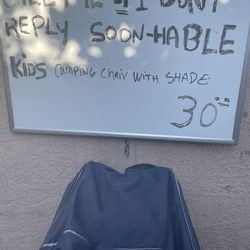 REPLY SOON-HABLE
KIDS CAMPING CHAIR WITH SHADE
30°°